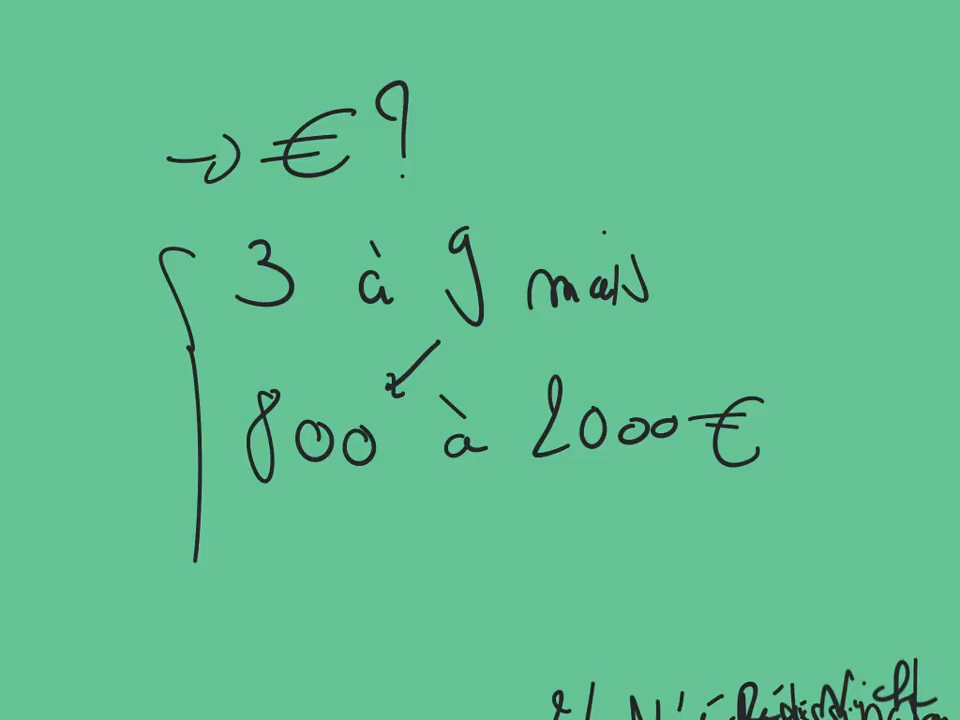 → € ?
3 à 9 mois
800 à 2000 €